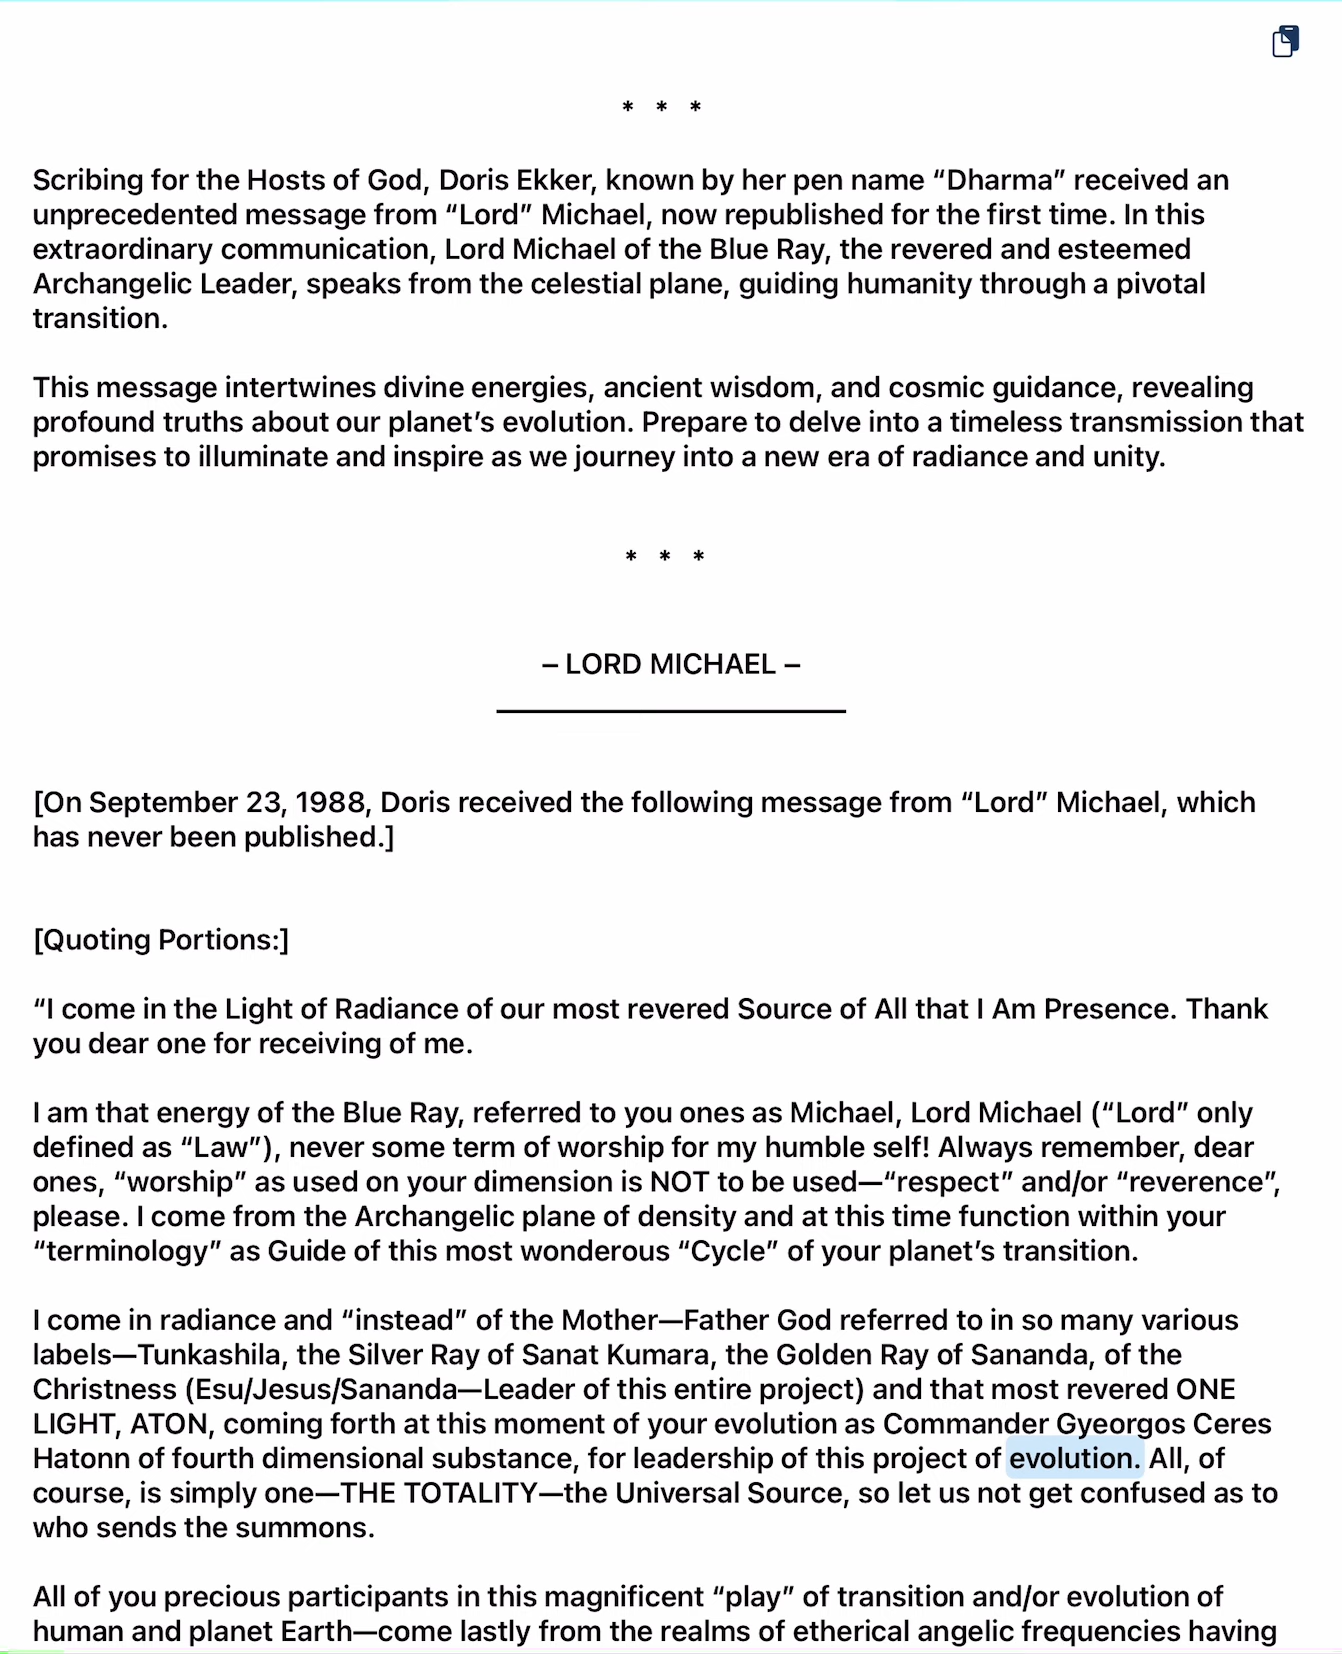 * * *
Scribing for the Hosts of God, Doris Ekker, known by her pen name “Dharma” received an
unprecedented message from “Lord” Michael, now republished for the first time. In this
extraordinary communication, Lord Michael of the Blue Ray, the revered and esteemed
Archangelic Leader, speaks from the celestial plane, guiding humanity through a pivotal
transition.
This message intertwines divine energies, ancient wisdom, and cosmic guidance, revealing
profound truths about our planet’s evolution. Prepare to delve into a timeless transmission that
promises to illuminate and inspire as we journey into a new era of radiance and unity.
* * *
– LORD MICHAEL –
[On September 23, 1988, Doris received the following message from “Lord” Michael, which
has never been published.]
[Quoting Portions:]
“I come in the Light of Radiance of our most revered Source of All that I Am Presence. Thank
you dear one for receiving of me.
I am that energy of the Blue Ray, referred to you ones as Michael, Lord Michael (“Lord” only
defined as “Law”), never some term of worship for my humble self! Always remember, dear
ones, “worship” as used on your dimension is NOT to be used—“respect” and/or “reverence”,
please. I come from the Archangelic plane of density and at this time function within your
“terminology” as Guide of this most wonderous “Cycle” of your planet’s transition.
I come in radiance and “instead” of the Mother—Father God referred to in so many various
labels—Tunkashila, the Silver Ray of Sanat Kumara, the Golden Ray of Sananda, of the
Christness (Esu/Jesus/Sananda—Leader of this entire project) and that most revered ONE
LIGHT, ATON, coming forth at this moment of your evolution as Commander Gyeorgos Ceres
Hatonn of fourth dimensional substance, for leadership of this project of evolution. All, of
course, is simply one—THE TOTALITY—the Universal Source, so let us not get confused as to
who sends the summons.
All of you precious participants in this magnificent “play” of transition and/or evolution of
human and planet Earth—come lastly from the realms of etherical angelic frequencies having